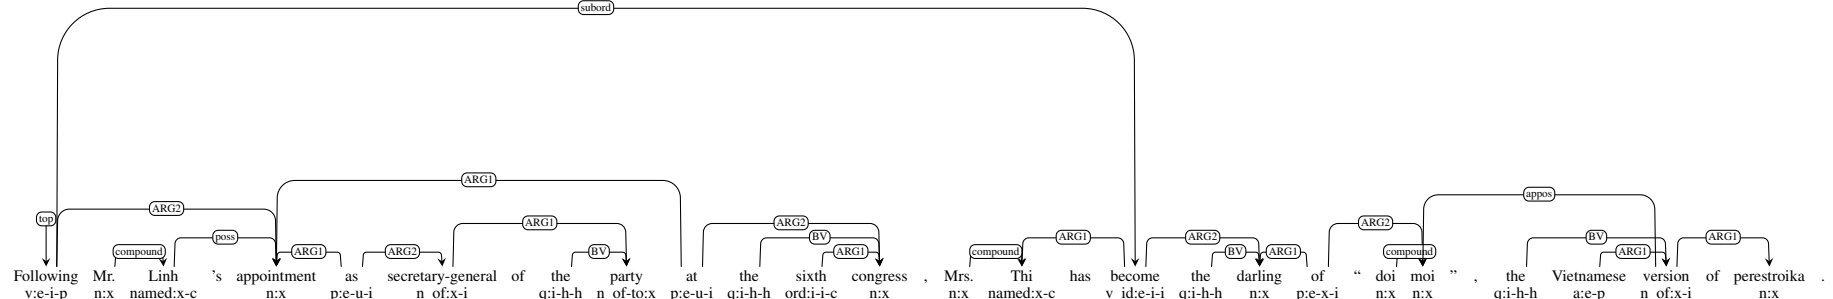 subord
ARG1
appos
ARG2
top
ARG1
ARG2
ARG2
poss
BV
ARG1
BV
ARG2
BV
ARG1
compound
ARG1
ARG2
BV
ARG1
compound
BV
ARG1
compound
ARG1
compound
ARG1
Following Mr. Linh 's appointment as secretary-general of the party at the sixth congress , Mrs. Thi has become the darling of “ doi moi ” , the Vietnamese version of perestroika .
v:e-i-p n:x named:x-c n:x p:e-u-i n_of:x-i q:i-h-h n_of-to:x p:e-u-i q:i-h-h ord:i-i-c n:x n:x named:x-c v_id:e-i-i q:i-h-h n:x p:e-x-i n:x n:x q:i-h-h a:e-p n_of:x-i n:x